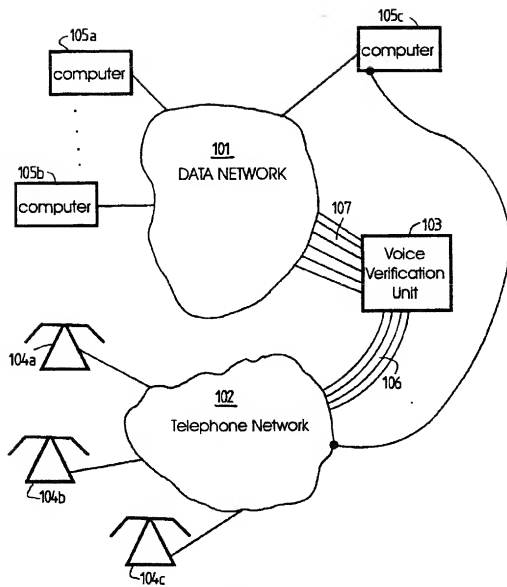 105a
computer
105c
computer
105b
computer
101
DATA NETWORK
107
103
Voice
Verification
Unit
106
104a
102
Telephone Network
104b
104c